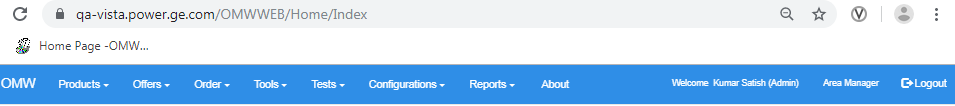 qa-vista.power.ge.com/OMWWEB/Home/Index
Home Page -OMW...
OMW Products Offers Order Tools Tests Configurations Reports About Welcome Kumar Satish (Admin) Area Manager Logout